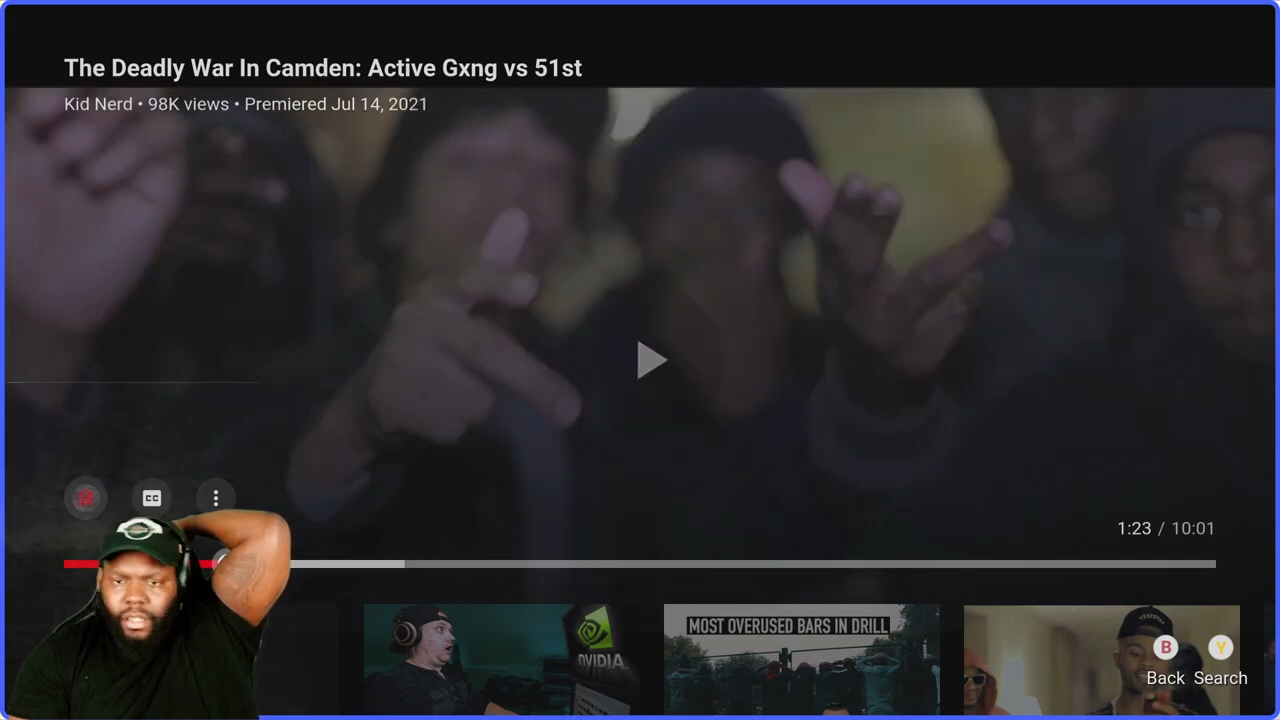 The Deadly War In Camden: Active Gxng vs 51st
Kid Nerd • 98K views • Premiered Jul 14, 2021
CC
1:23 / 10:01
NVIDIA
MOST OVERUSED BARS IN DRILL
B Y
Back Search